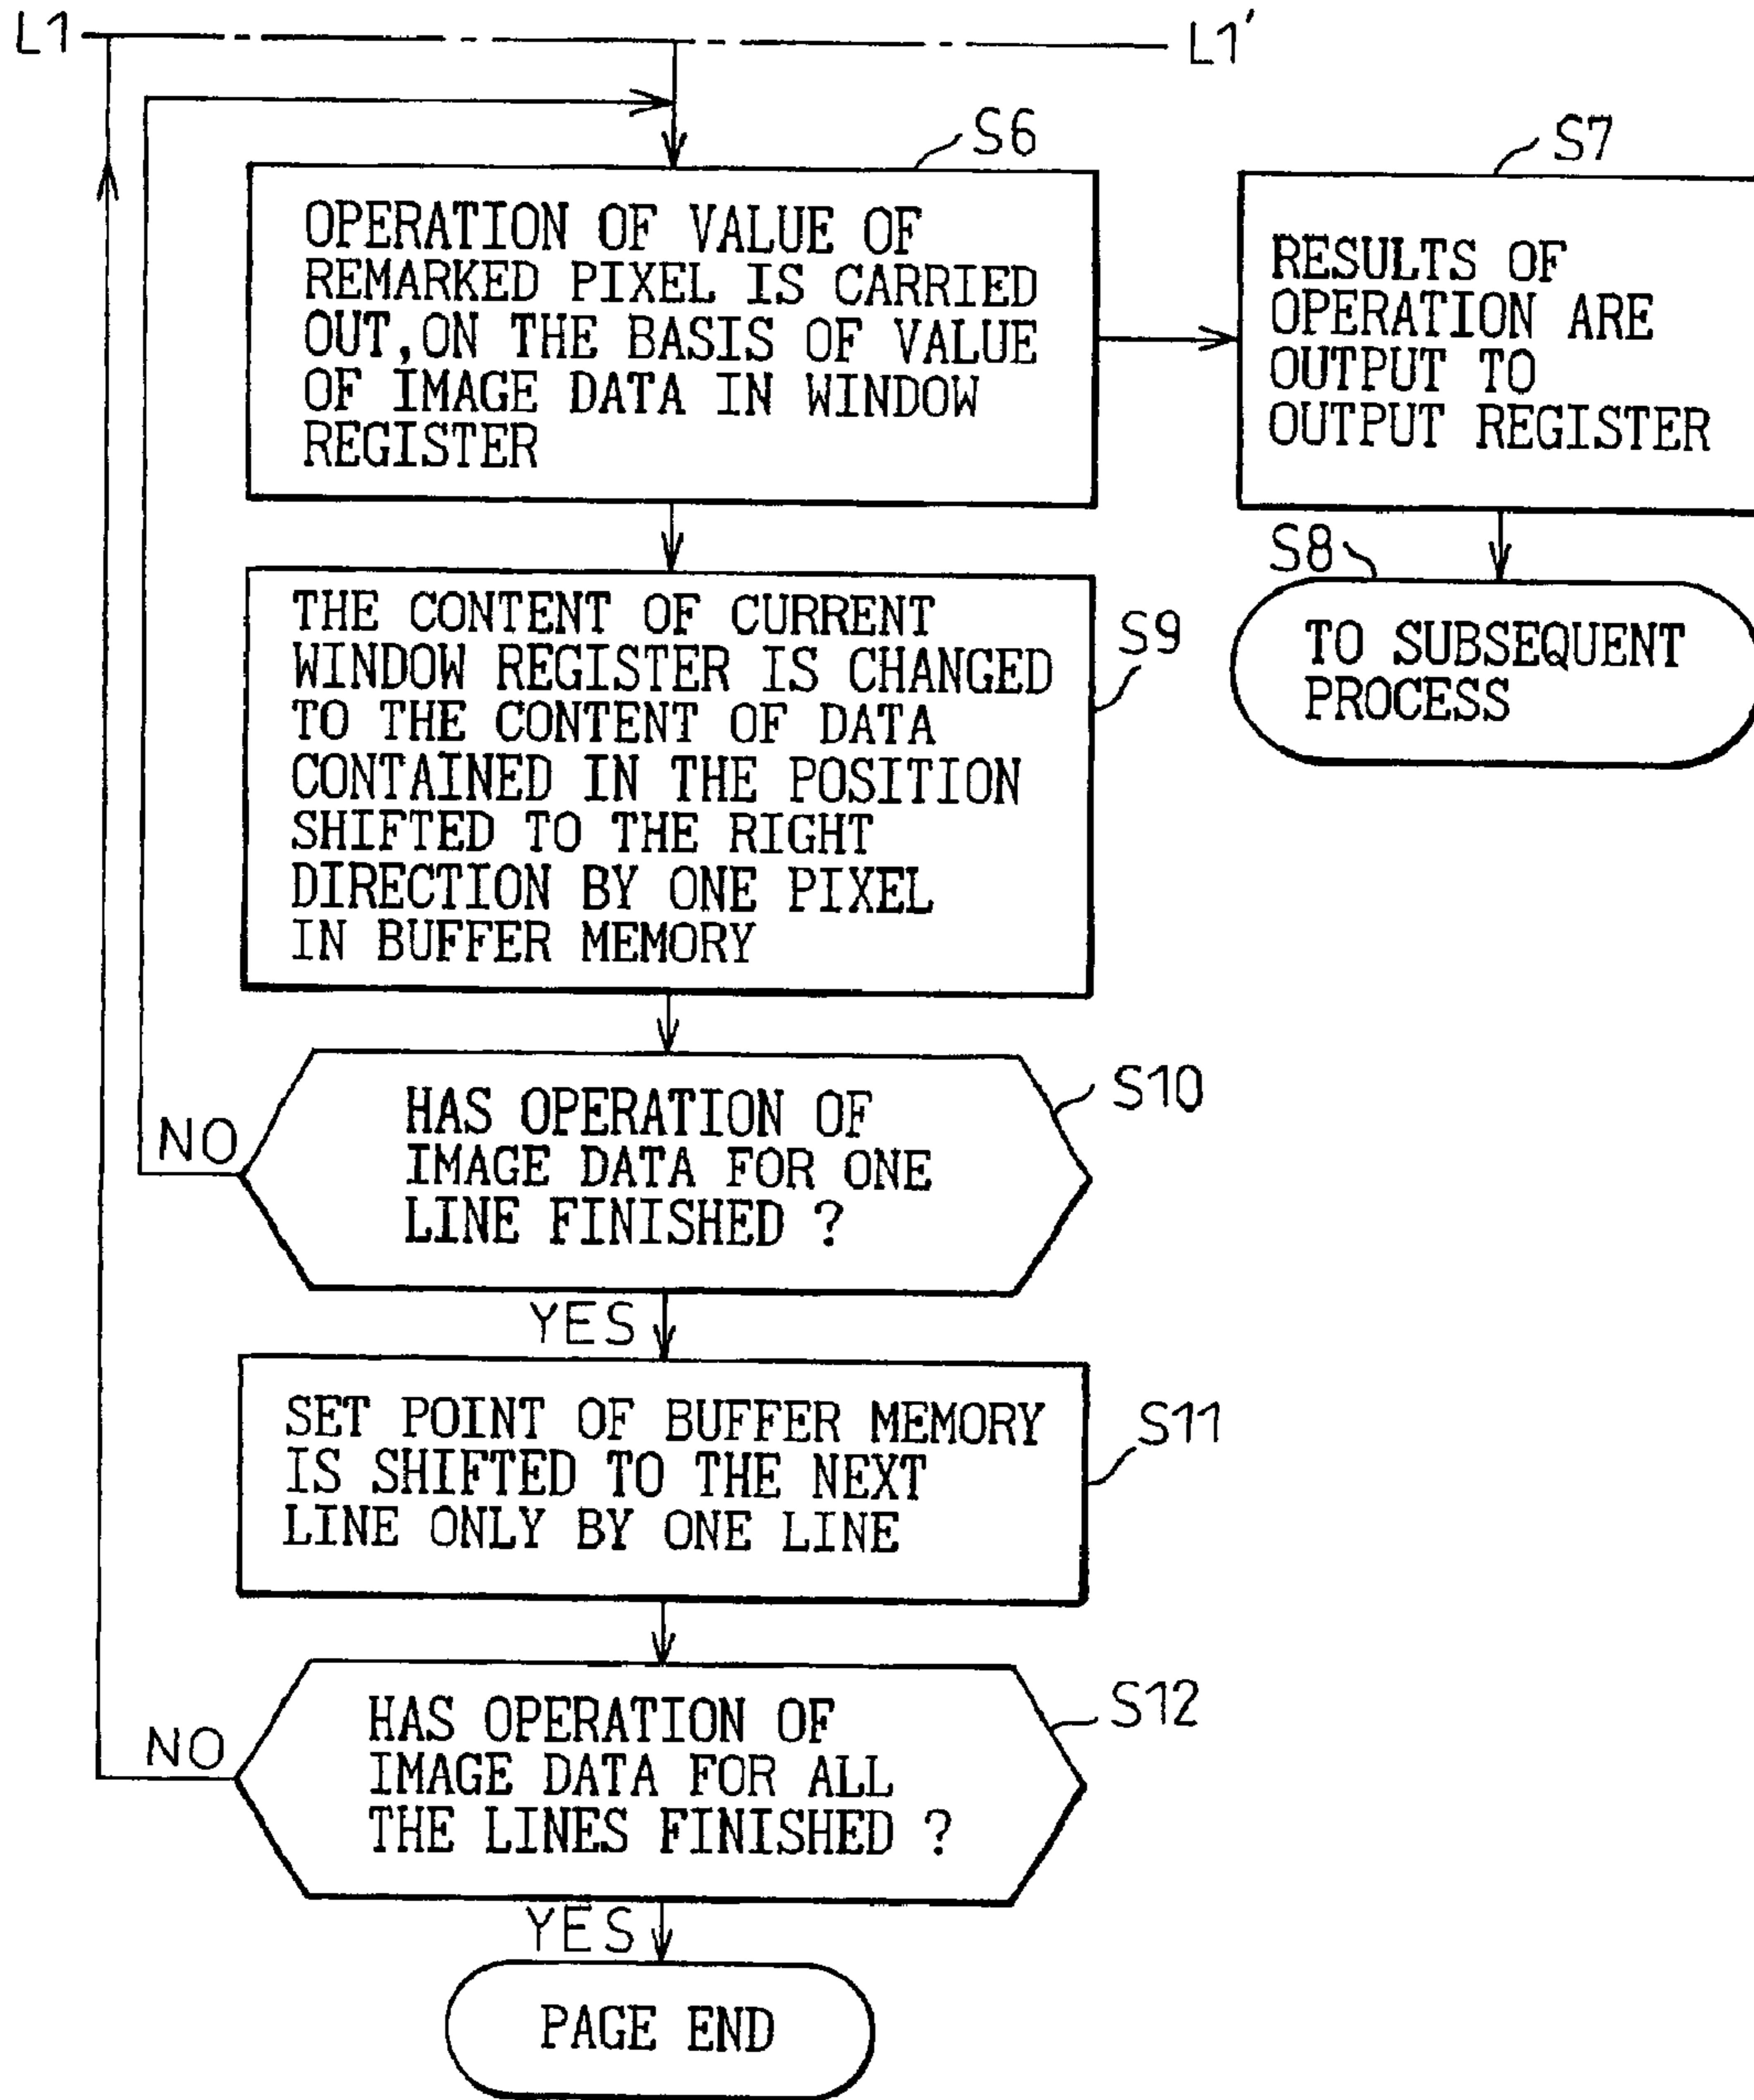 L1
L1'
S6
OPERATION OF VALUE OF
REMARKED PIXEL IS CARRIED
OUT, ON THE BASIS OF VALUE
OF IMAGE DATA IN WINDOW
REGISTER
S7
RESULTS OF
OPERATION ARE
OUTPUT TO
OUTPUT REGISTER
S8
TO SUBSEQUENT
PROCESS
S9
THE CONTENT OF CURRENT
WINDOW REGISTER IS CHANGED
TO THE CONTENT OF DATA
CONTAINED IN THE POSITION
SHIFTED TO THE RIGHT
DIRECTION BY ONE PIXEL
IN BUFFER MEMORY
S10
HAS OPERATION OF
IMAGE DATA FOR ONE
LINE FINISHED ?
NO
YES
S11
SET POINT OF BUFFER MEMORY
IS SHIFTED TO THE NEXT
LINE ONLY BY ONE LINE
S12
HAS OPERATION OF
IMAGE DATA FOR ALL
THE LINES FINISHED ?
NO
YES
PAGE END